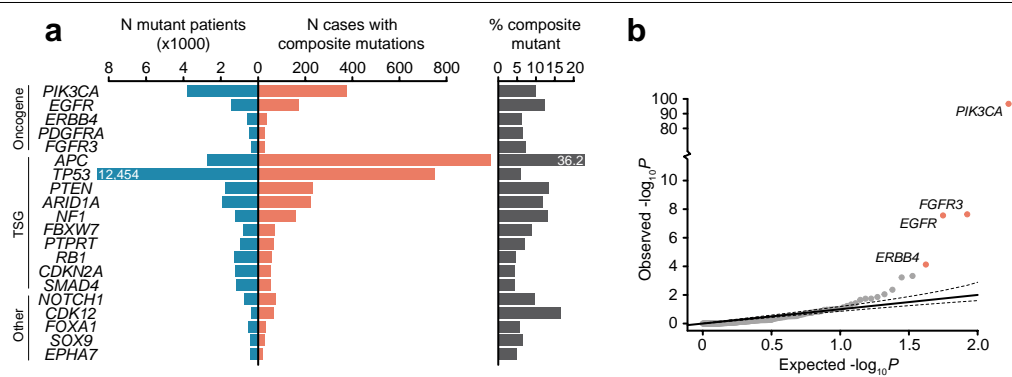 a
N mutant patients
(x1000)
N cases with
composite mutations
% composite
mutant
8 6 4 2 0 200 400 600 800
0 5 10 15 20
Oncogene
PIK3CA
EGFR
ERBB4
PDGFRA
FGFR3
TSG
APC 36.2
TP53 12,454
PTEN
ARID1A
NF1
FBXW7
PTPRT
RB1
CDKN2A
SMAD4
Other
NOTCH1
CDK12
FOXA1
SOX9
EPHA7
b
Observed -log10P
100
90
80
10
8
6
4
2
0
PIK3CA
FGFR3
EGFR
ERBB4
0 0.5 1.0 1.5 2.0
Expected -log10P